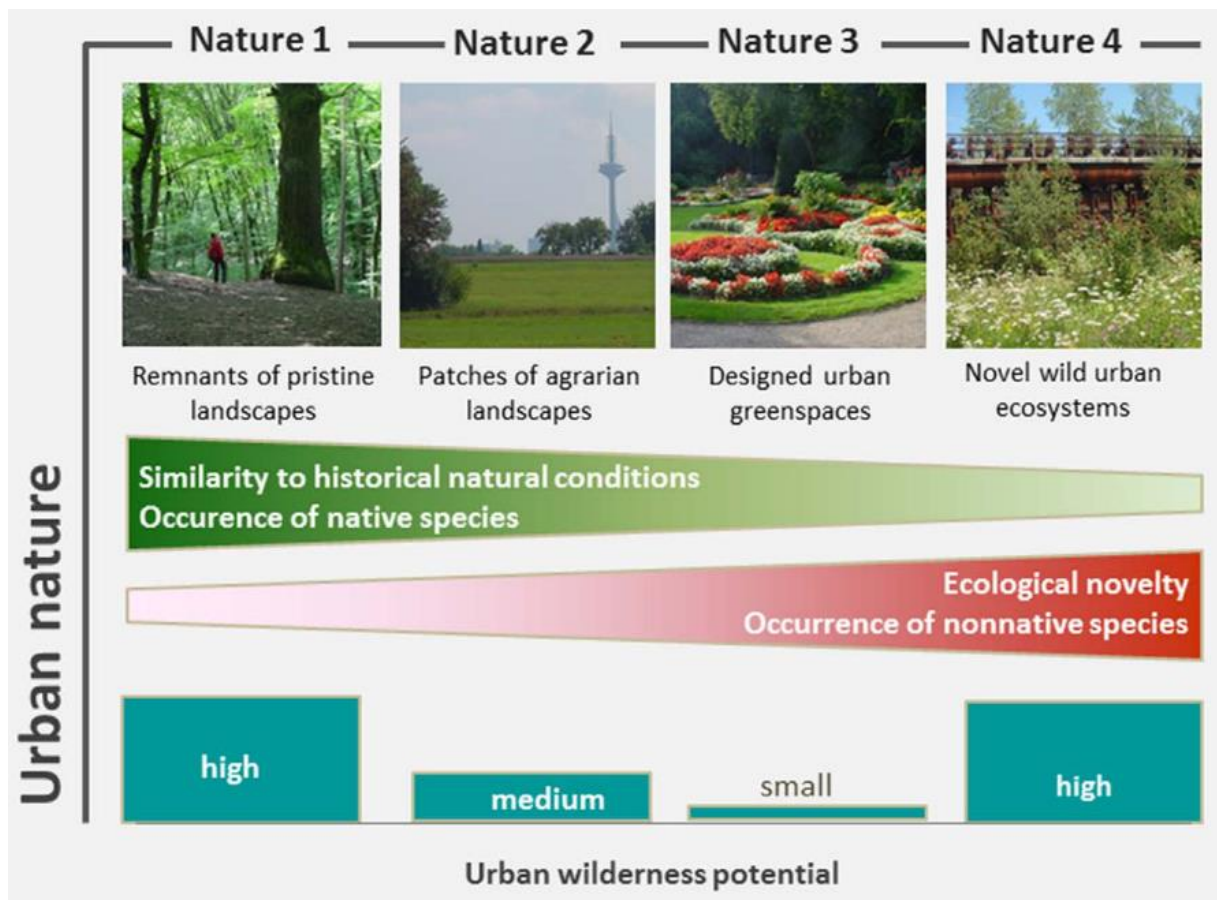 Nature 1
Nature 2
Nature 3
Nature 4
Remnants of pristine
landscapes
Patches of agrarian
landscapes
Designed urban
greenspaces
Novel wild urban
ecosystems
Similarity to historical natural conditions
Occurence of native species
Ecological novelty
Occurrence of nonnative species
Urban nature
high
medium
small
high
Urban wilderness potential